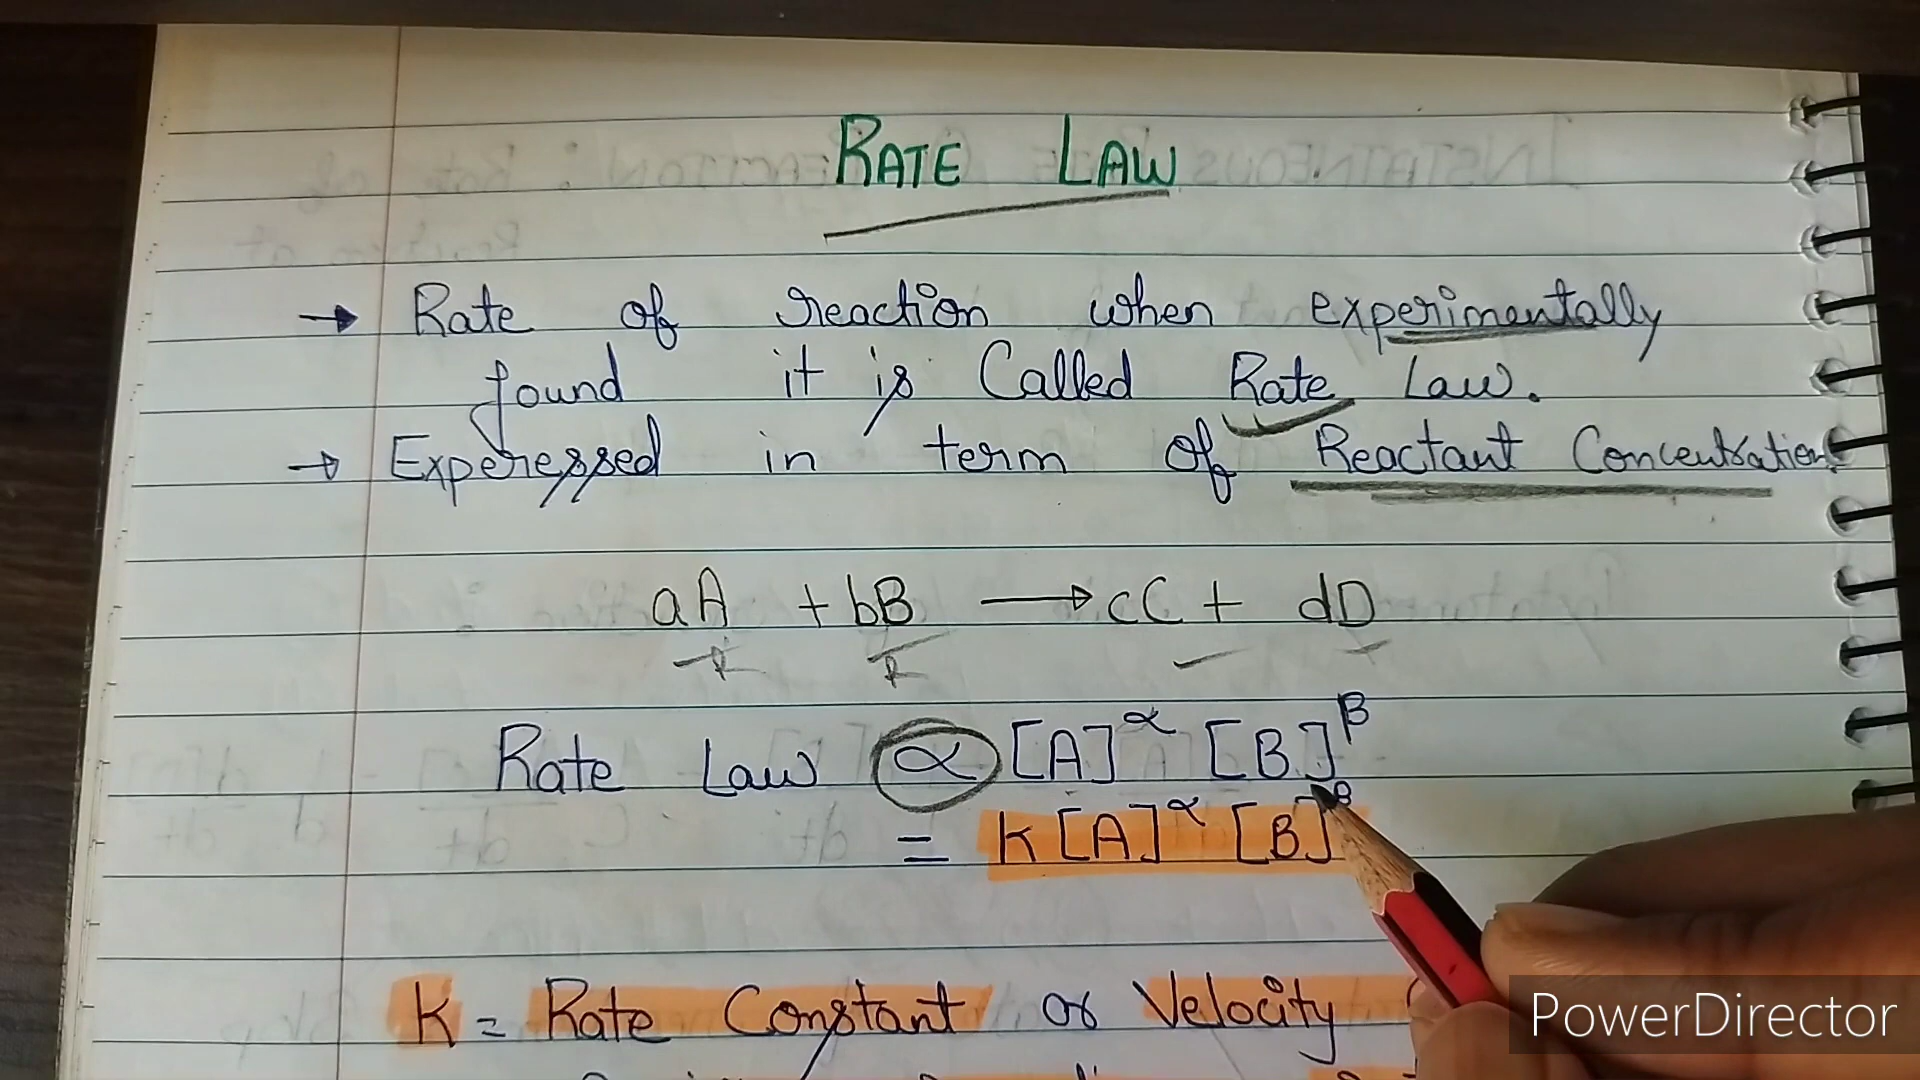 RATE LAW
→ Rate of reaction when experimentally
found it is Called Rate Law.
→ Experessed in term of Reactant Concentration.
aA + bB → cC + dD
R R
Rate Law ∝ [A]^α [B]^β
= K[A]^α [B]^β
K = Rate Constant or Velocity
PowerDirector